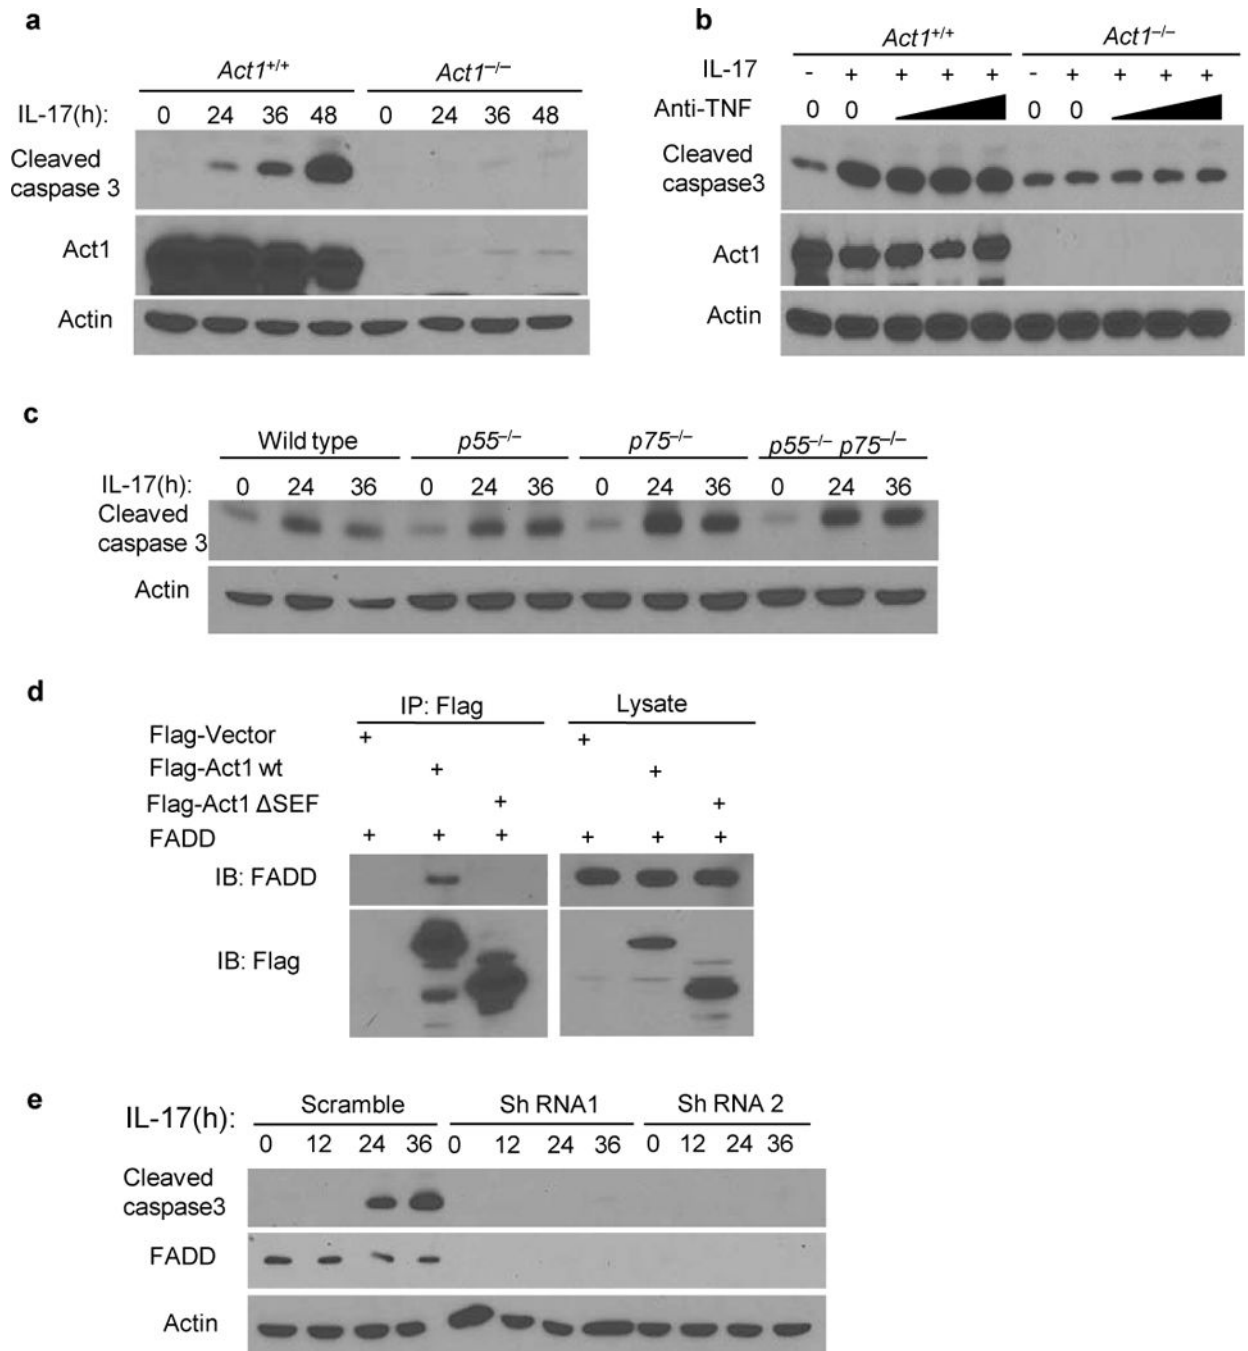 a
Act1+/+ Act1–/–
IL-17(h): 0 24 36 48 0 24 36 48
Cleaved
caspase 3
Act1
Actin
b
Act1+/+ Act1–/–
IL-17 - + + + + - + + + +
Anti-TNF 0 0 0 0
Cleaved
caspase3
Act1
Actin
c
Wild type p55–/– p75–/– p55–/– p75–/–
IL-17(h): 0 24 36 0 24 36 0 24 36 0 24 36
Cleaved
caspase 3
Actin
d
IP: Flag Lysate
Flag-Vector + +
Flag-Act1 wt + +
Flag-Act1 ΔSEF + +
FADD + + + + + +
IB: FADD
IB: Flag
e
Scramble Sh RNA1 Sh RNA 2
IL-17(h): 0 12 24 36 0 12 24 36 0 12 24 36
Cleaved
caspase3
FADD
Actin